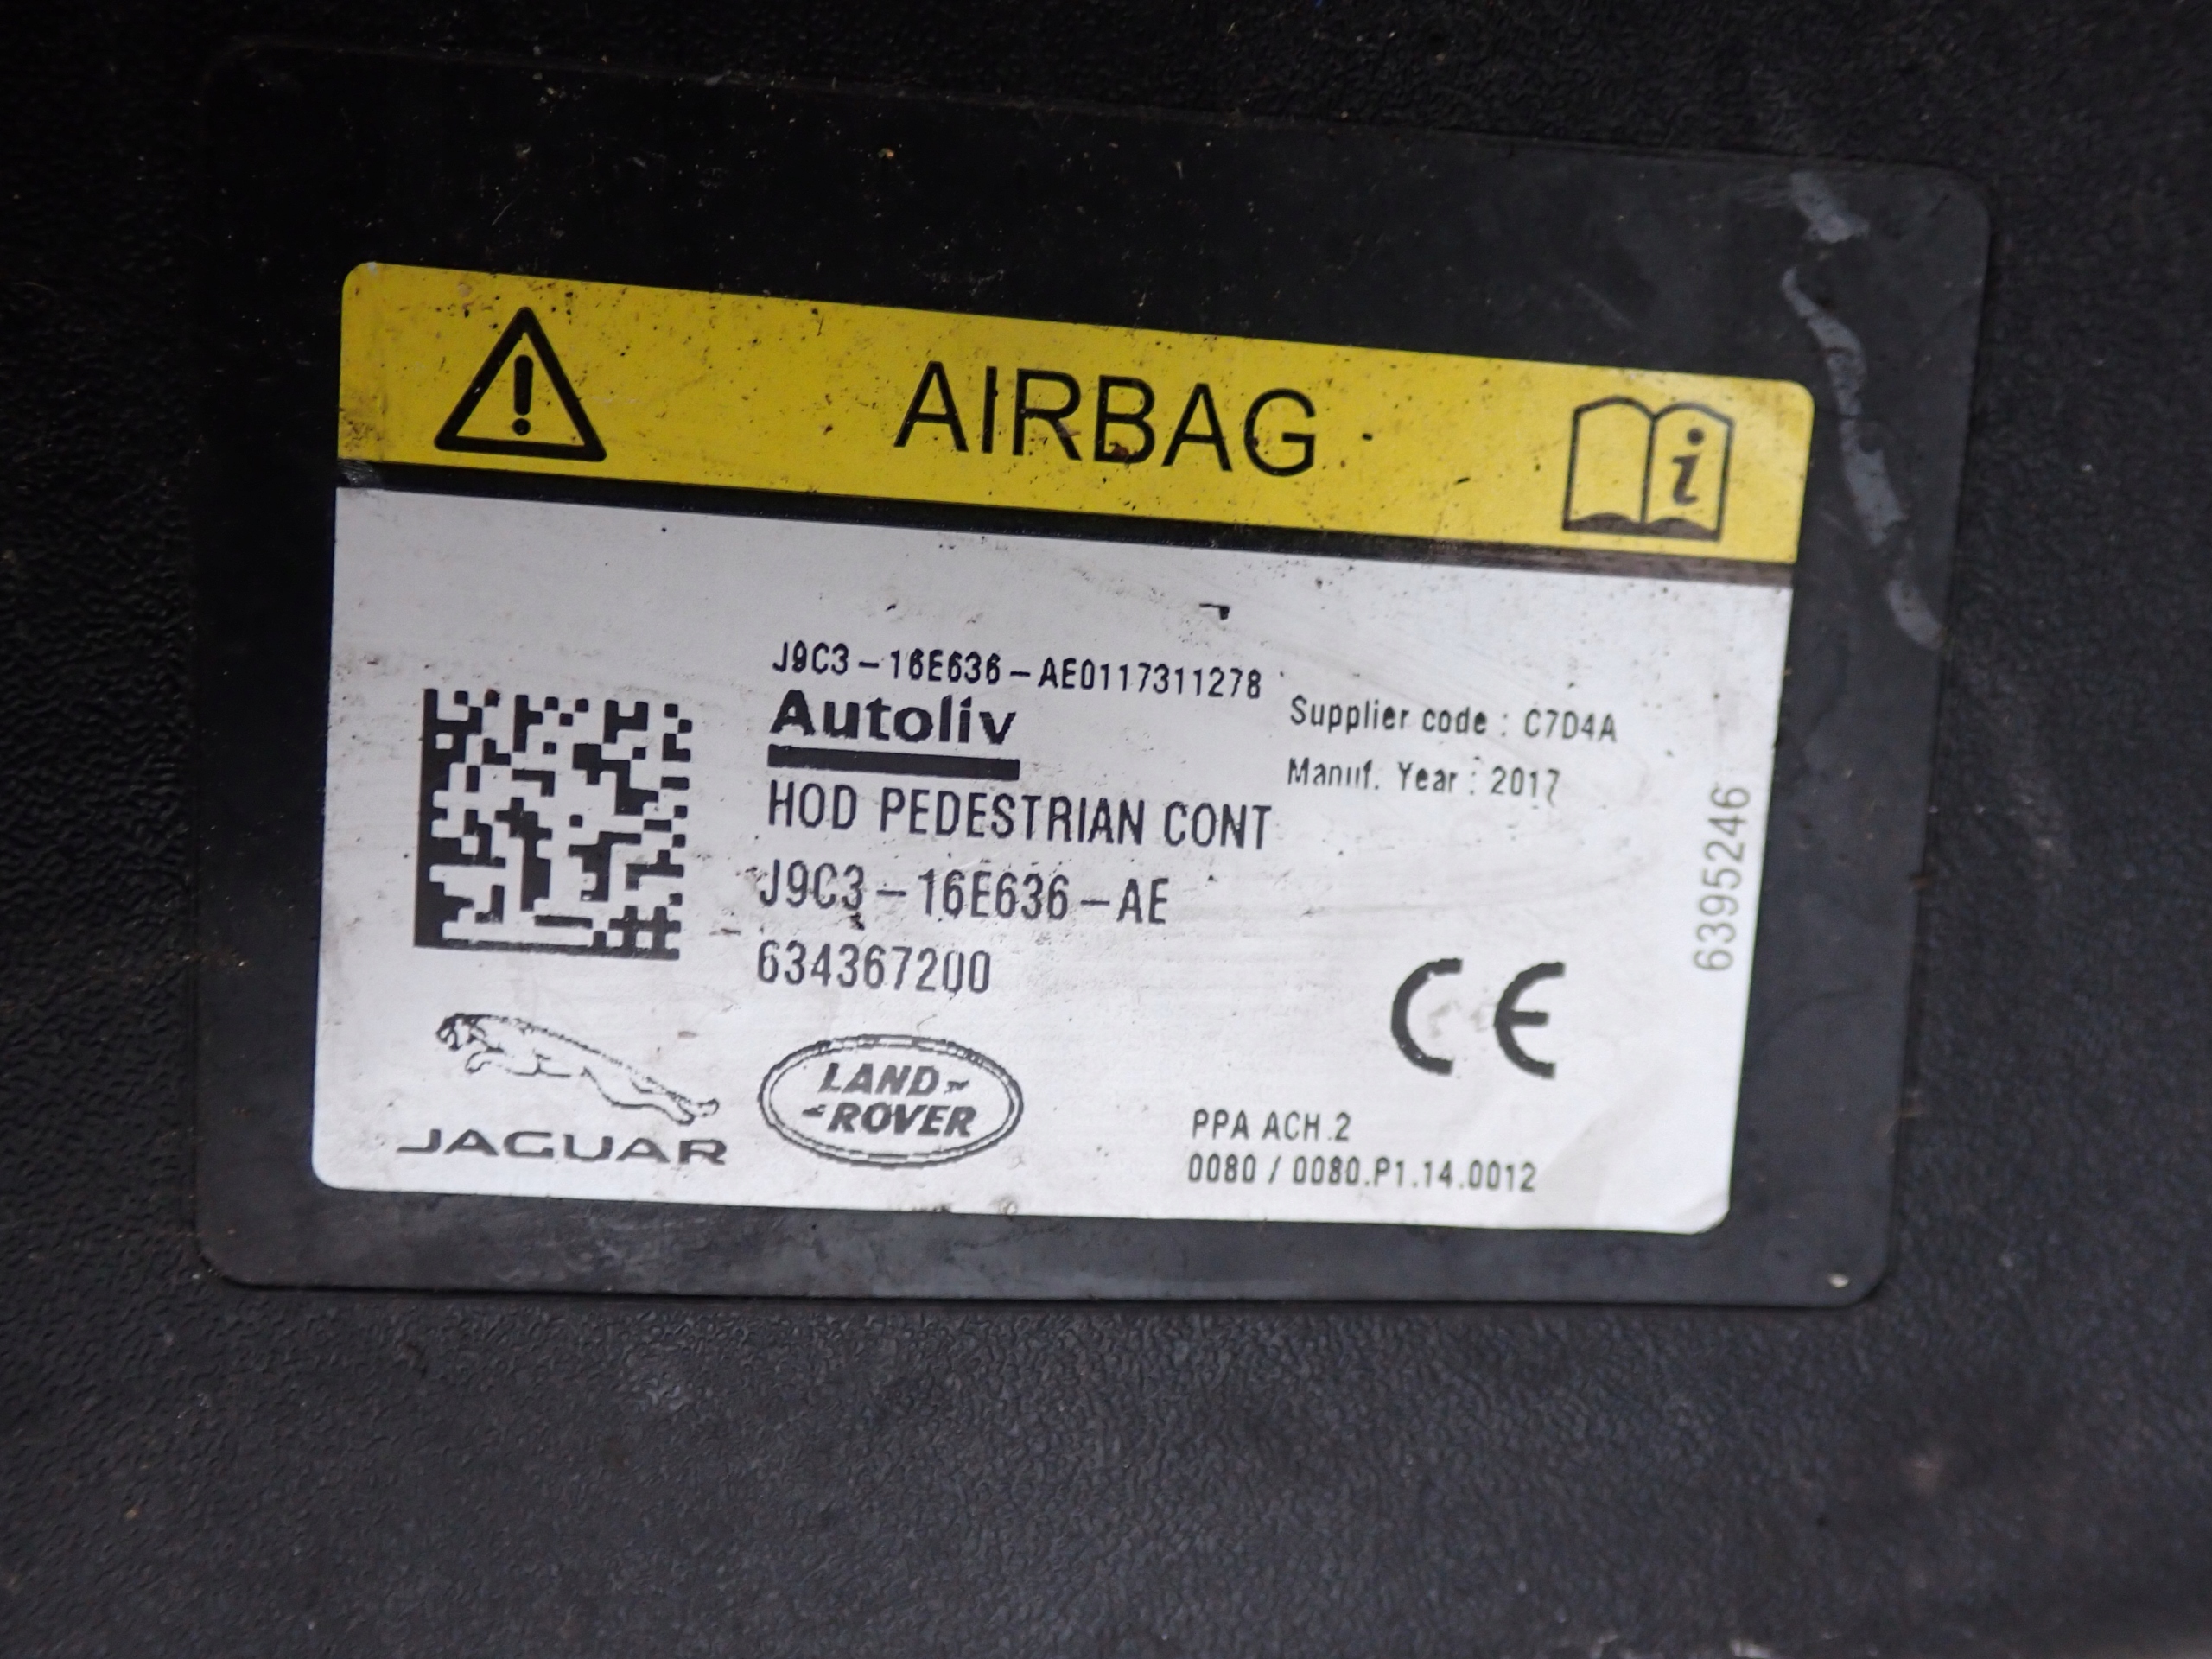 AIRBAG
J9C3-16E636-AE0117311278
Autoliv
Supplier code : C7D4A
Manuf. Year : 2017
HOD PEDESTRIAN CONT
J9C3-16E636-AE
634367200
6395246
CE
JAGUAR
LAND
ROVER
PPA ACH.2
0080 / 0080.P1.14.0012